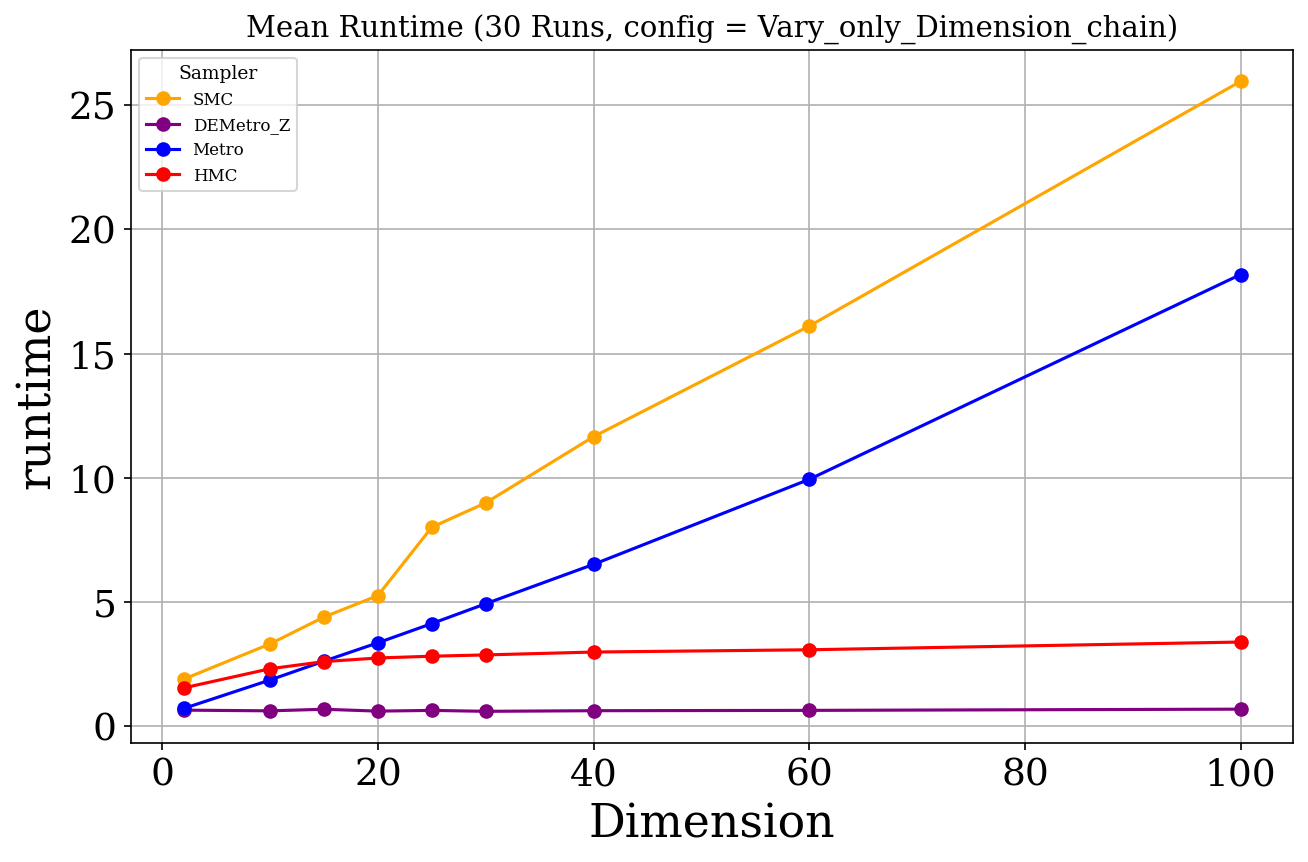 Mean Runtime (30 Runs, config = Vary_only_Dimension_chain)
Sampler
SMC
DEMetro_Z
Metro
HMC
runtime
25
20
15
10
5
0
0 20 40 60 80 100
Dimension